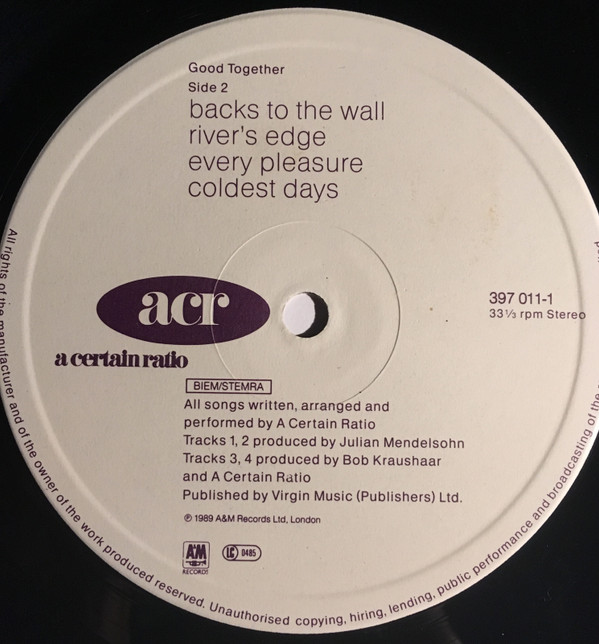 Good Together
Side 2
backs to the wall
river's edge
every pleasure
coldest days
acr
a certain ratio
397 011-1
33⅓ rpm Stereo
BIEM/STEMRA
All songs written, arranged and
performed by A Certain Ratio
Tracks 1, 2 produced by Julian Mendelsohn
Tracks 3, 4 produced by Bob Kraushaar
and A Certain Ratio
Published by Virgin Music (Publishers) Ltd.
℗ 1989 A&M Records Ltd, London
A&M
RECORDS
LC 0485
All rights of the manufacturer and of the owner of the work produced reserved. Unauthorised copying, hiring, lending, public performance and broadcasting of the